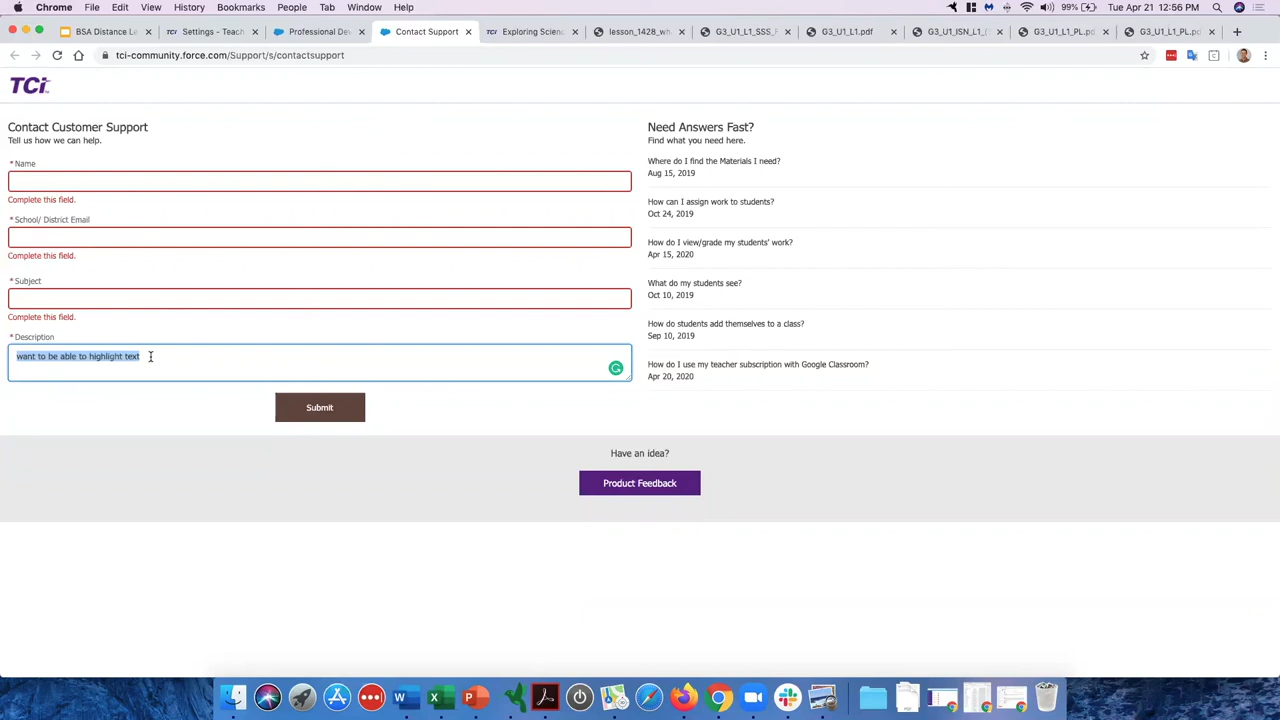 Chrome File Edit View History Bookmarks People Tab Window Help 99% Tue Apr 21 12:56 PM
BSA Distance Le Settings - Teach Professional Dev Contact Support Exploring Scienc lesson_1428_wh G3_U1_L1_SSS_ G3_U1_L1.pdf G3_U1_ISN_L1_ G3_U1_L1_PL.pd G3_U1_L1_PL.pd
tci-community.force.com/Support/s/contactsupport
TCi
Contact Customer Support
Tell us how we can help.
* Name
Complete this field.
* School/ District Email
Complete this field.
* Subject
Complete this field.
* Description
want to be able to highlight text
Submit
Need Answers Fast?
Find what you need here.
Where do I find the Materials I need?
Aug 15, 2019
How can I assign work to students?
Oct 24, 2019
How do I view/grade my students' work?
Apr 15, 2020
What do my students see?
Oct 10, 2019
How do students add themselves to a class?
Sep 10, 2019
How do I use my teacher subscription with Google Classroom?
Apr 20, 2020
Have an idea?
Product Feedback